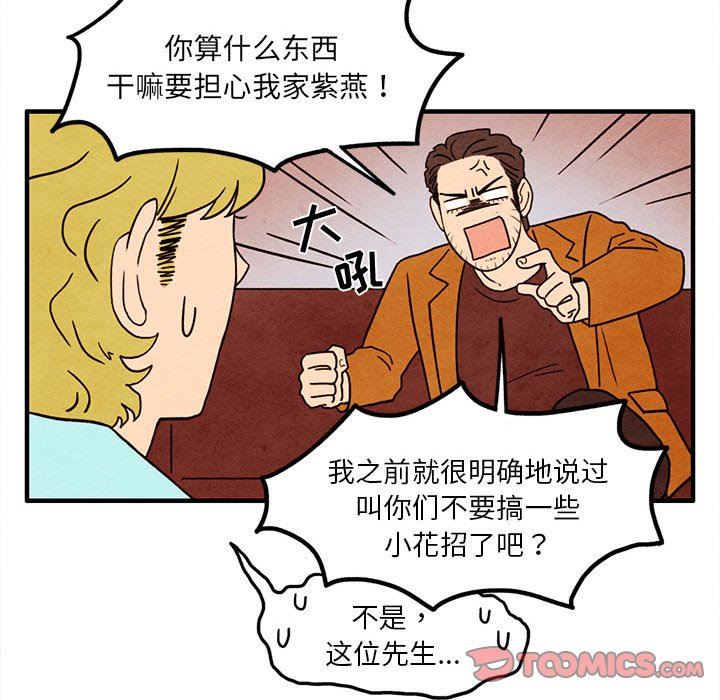 你算什么东西
干嘛要担心我家紫燕！
大
吼
我之前就很明确地说过
叫你们不要搞一些
小花招了吧？
不是，
这位先生...
TOOMICS.COM